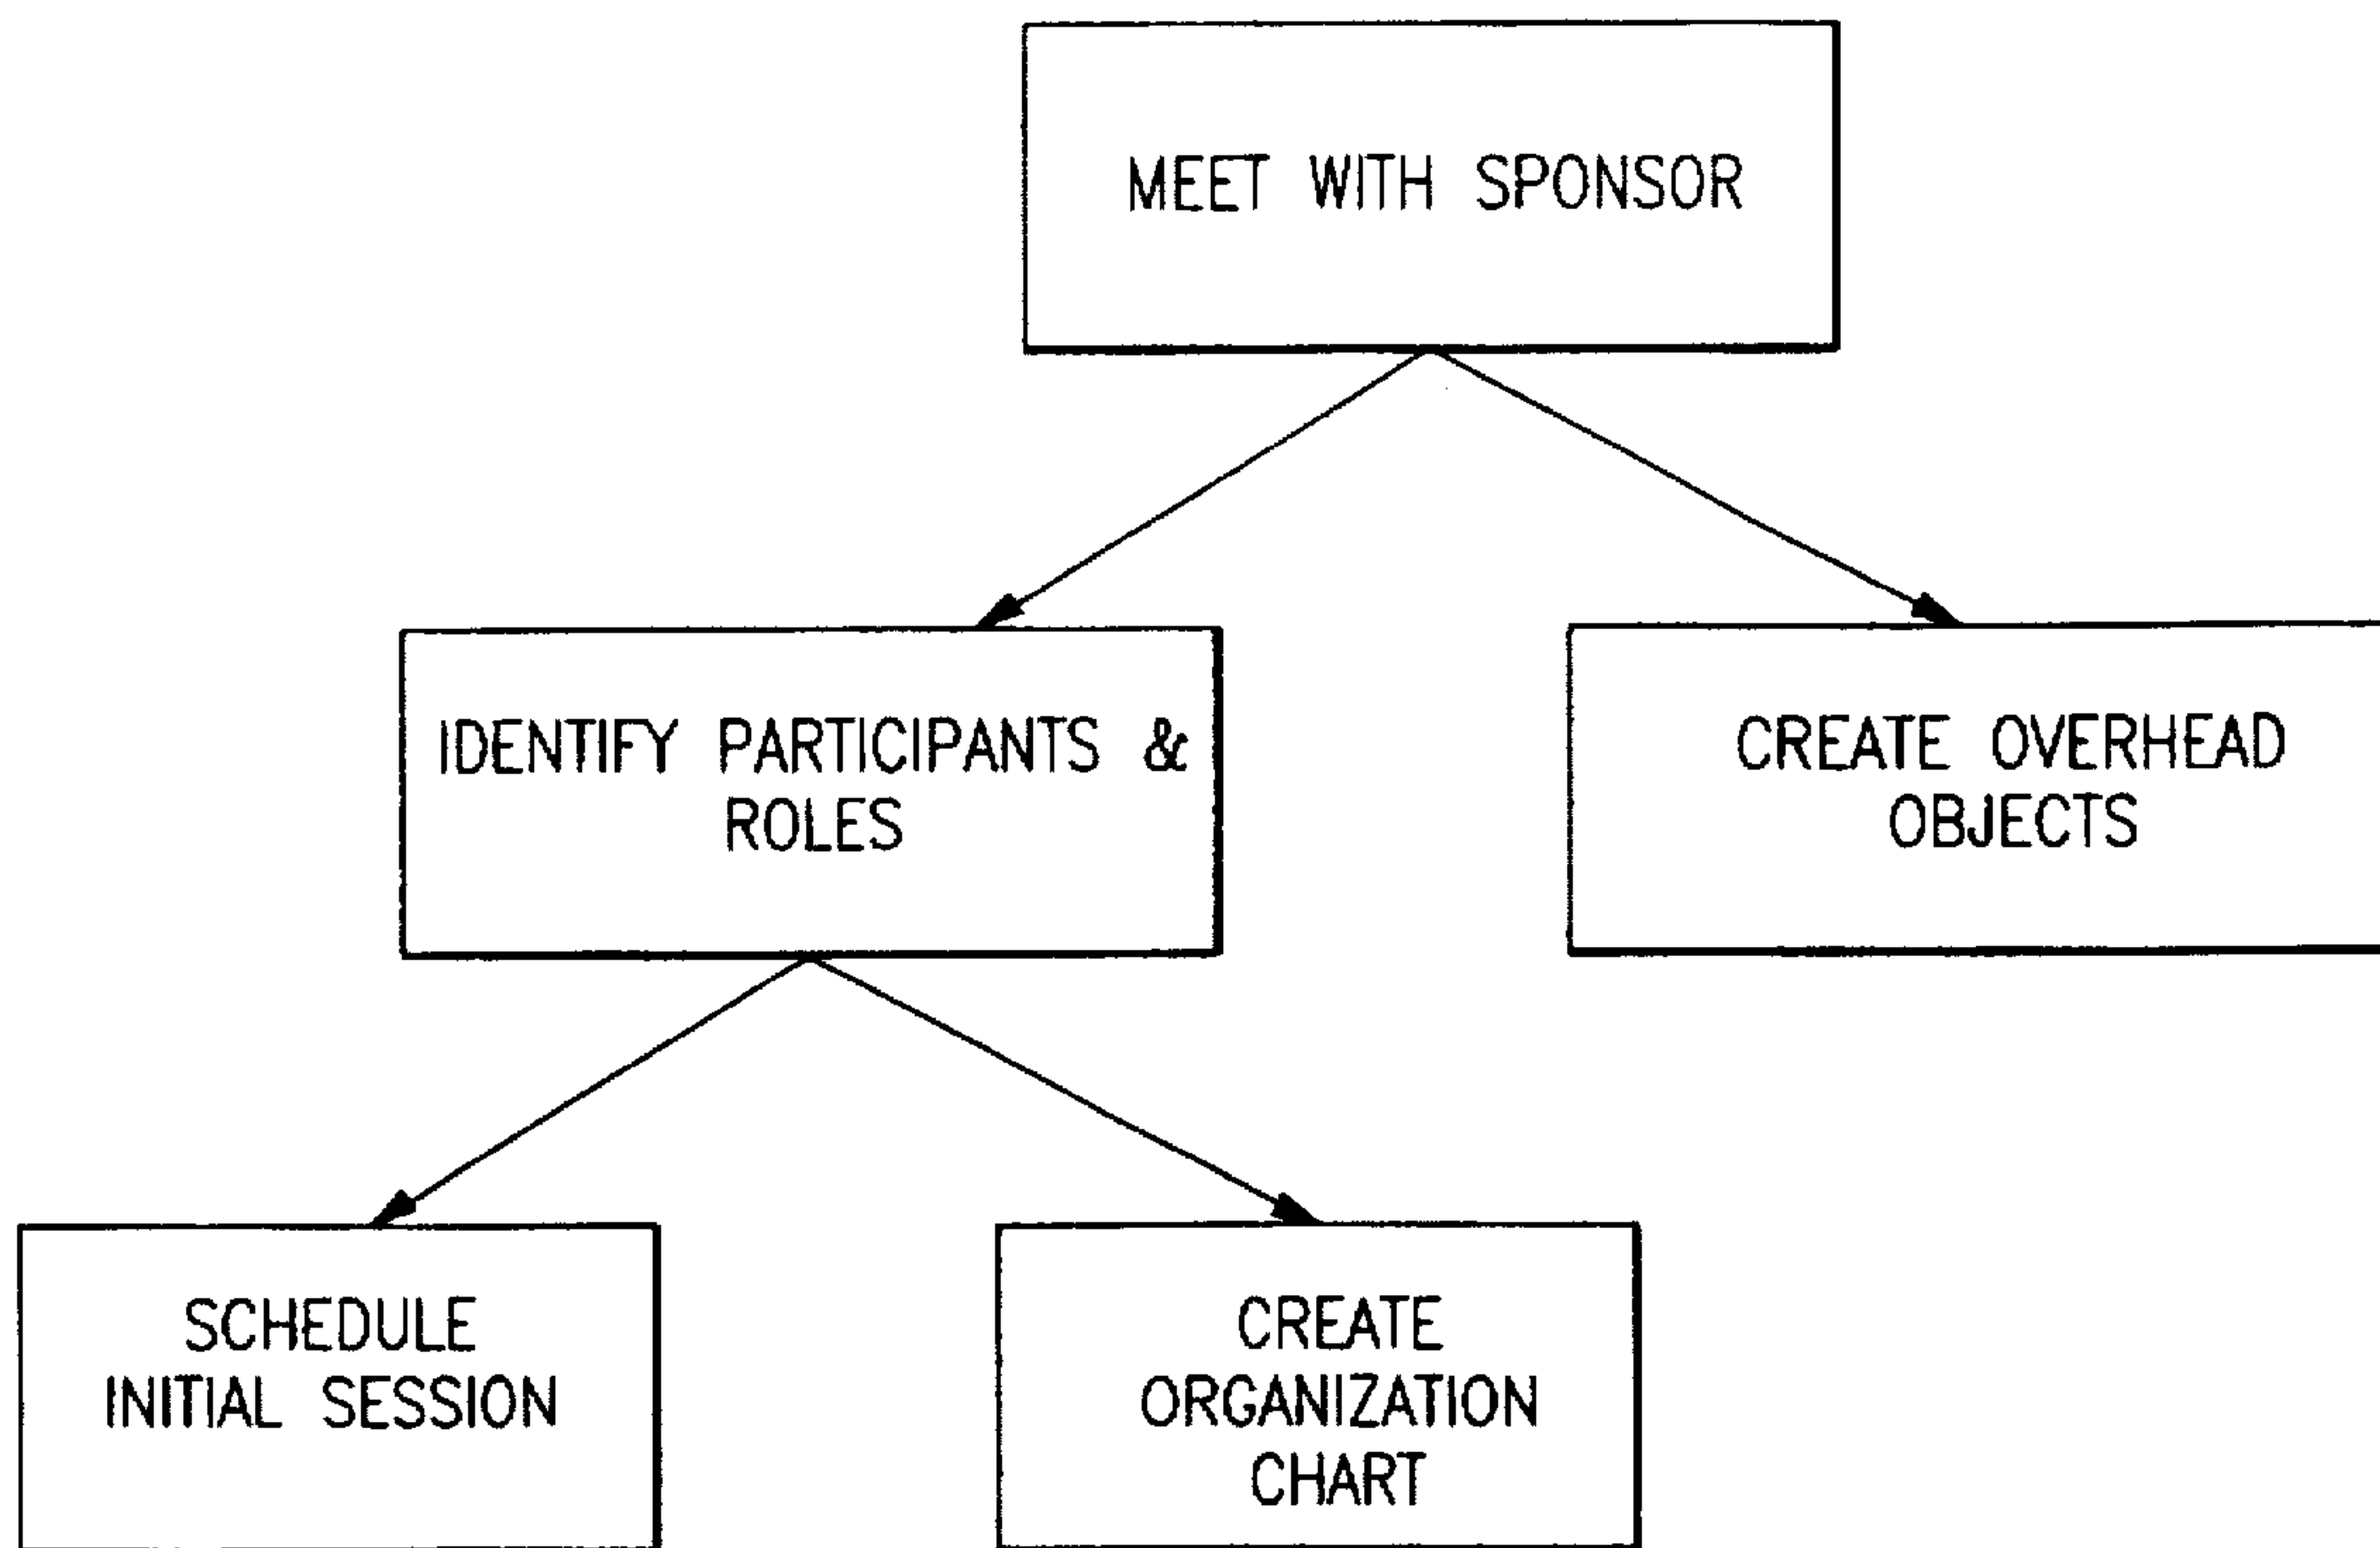 MEET WITH SPONSOR
IDENTIFY PARTICIPANTS &
ROLES
CREATE OVERHEAD
OBJECTS
SCHEDULE
INITIAL SESSION
CREATE
ORGANIZATION
CHART